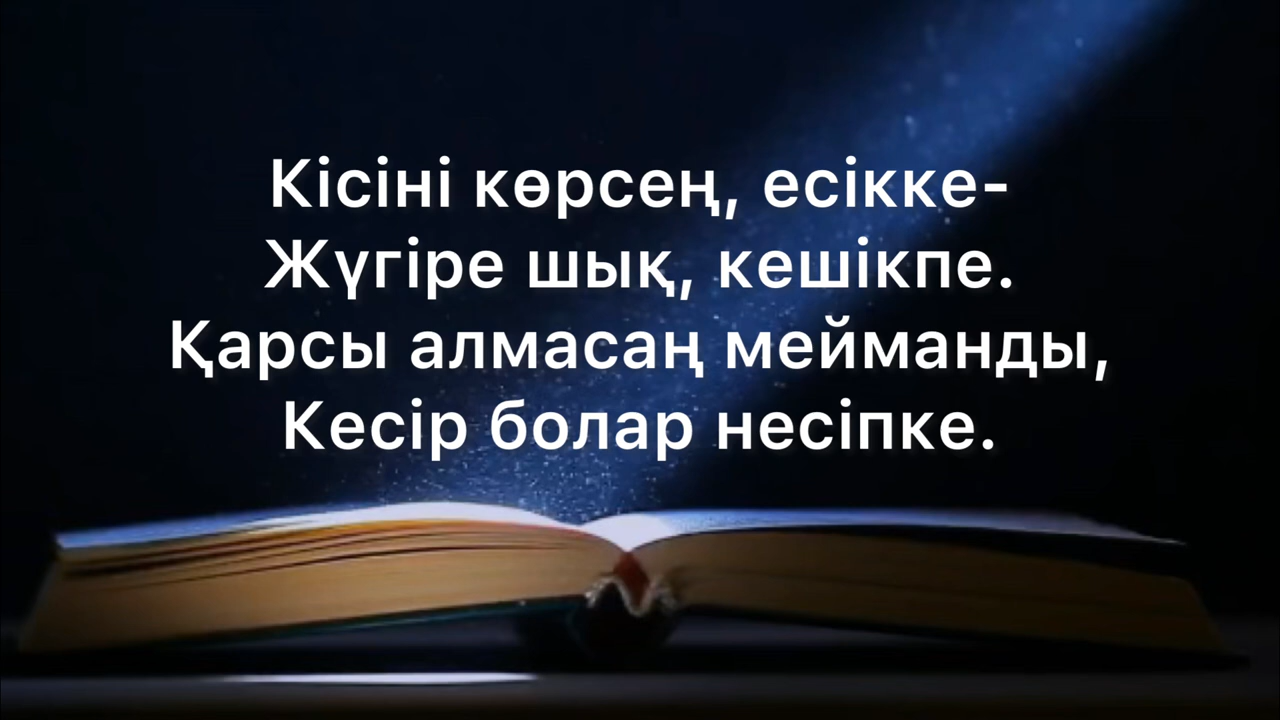 Кісіні көрсең, есікке-
Жүгіре шық, кешікпе.
Қарсы алмасаң мейманды,
Кесір болар несіпке.